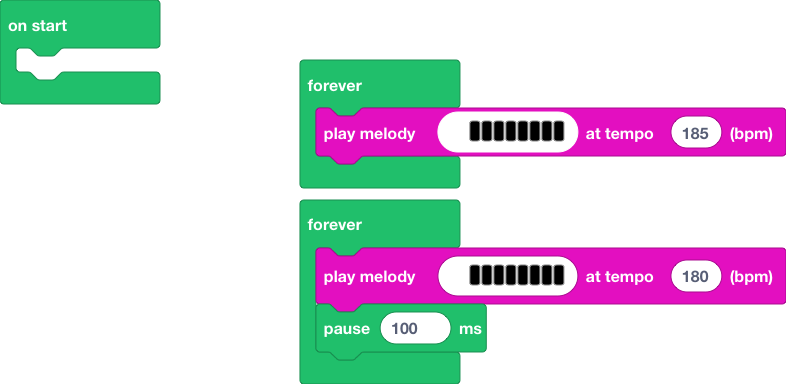 on start
forever
play melody at tempo 185 (bpm)
forever
play melody at tempo 180 (bpm)
pause 100 ms